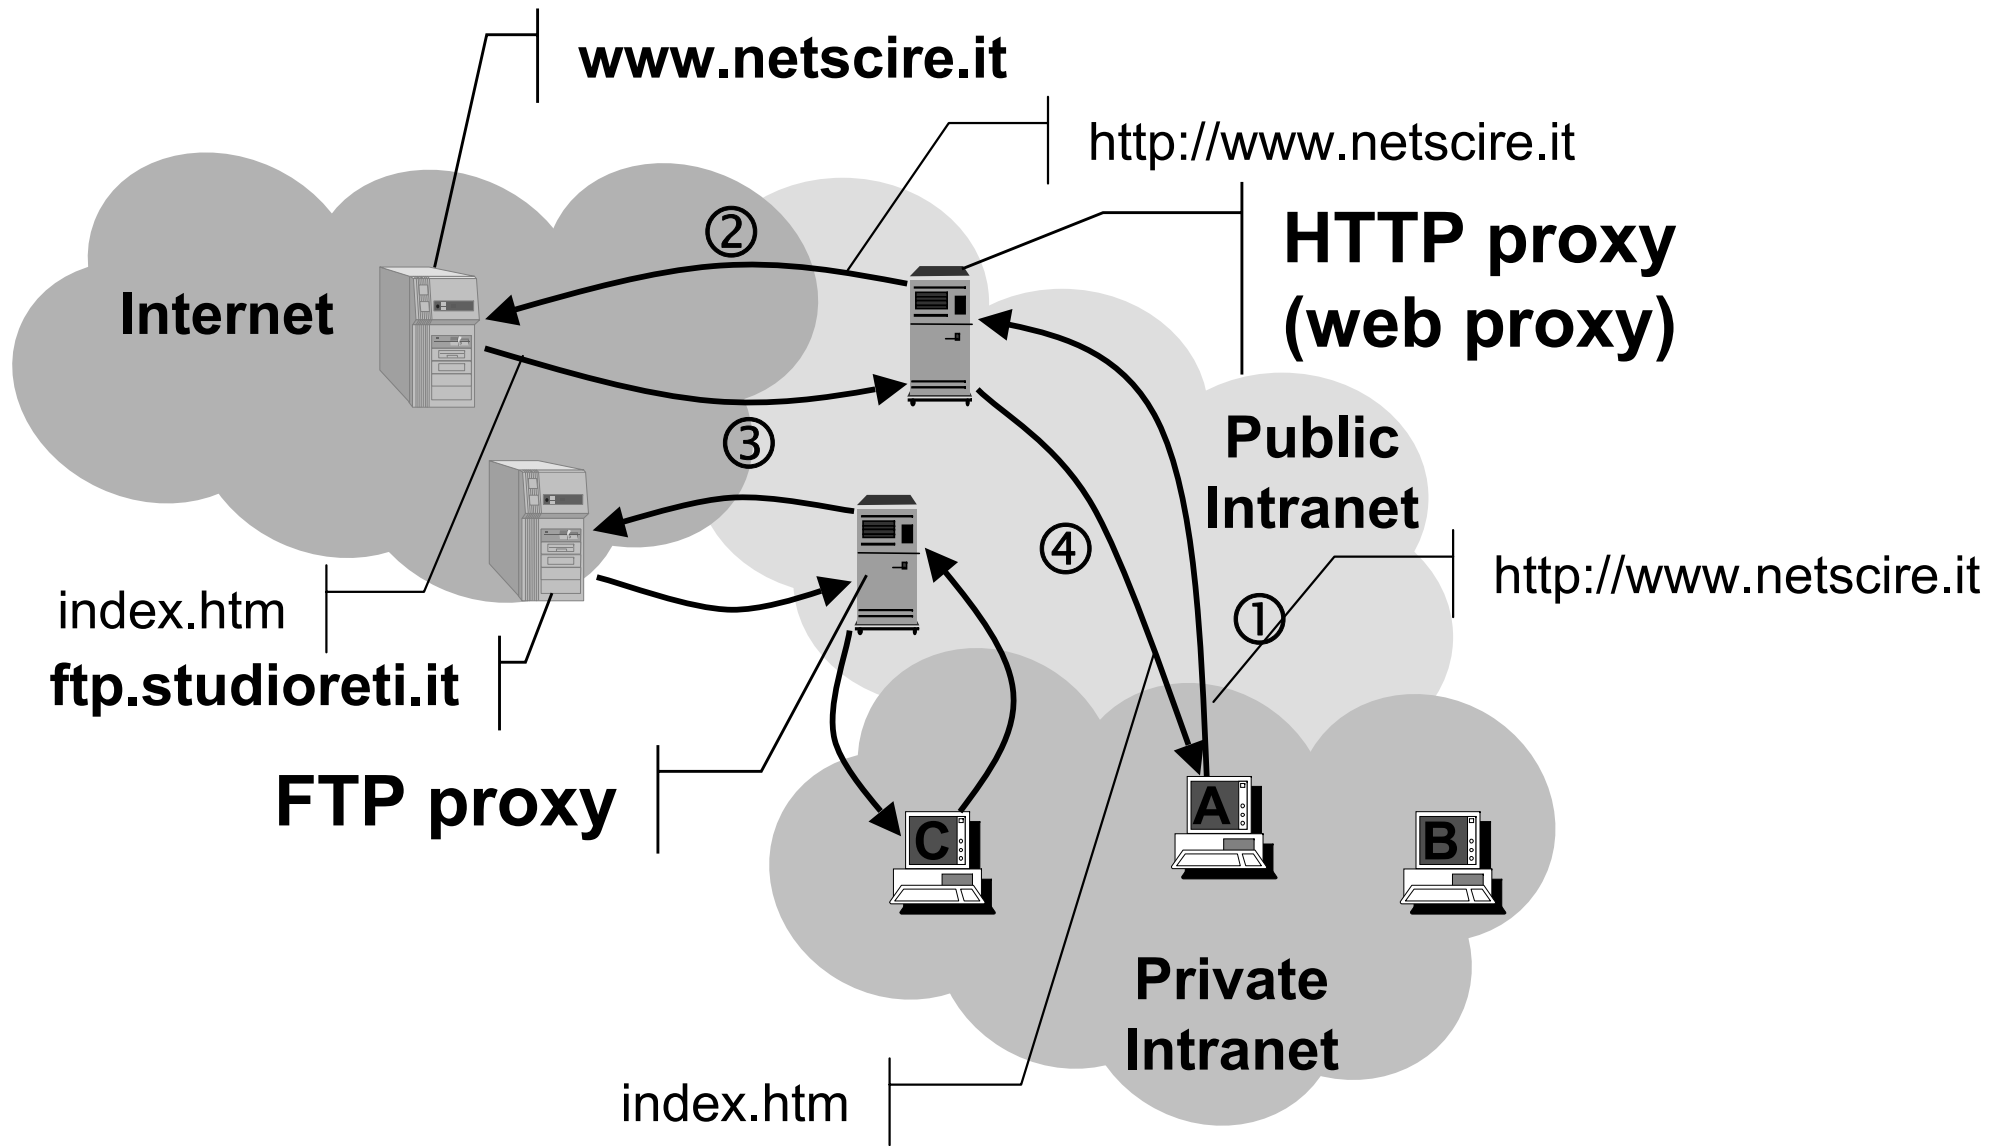 www.netscire.it
http://www.netscire.it
②
HTTP proxy
(web proxy)
Internet
③
Public
Intranet
④
http://www.netscire.it
①
index.htm
ftp.studioreti.it
FTP proxy
A
C
B
Private
Intranet
index.htm